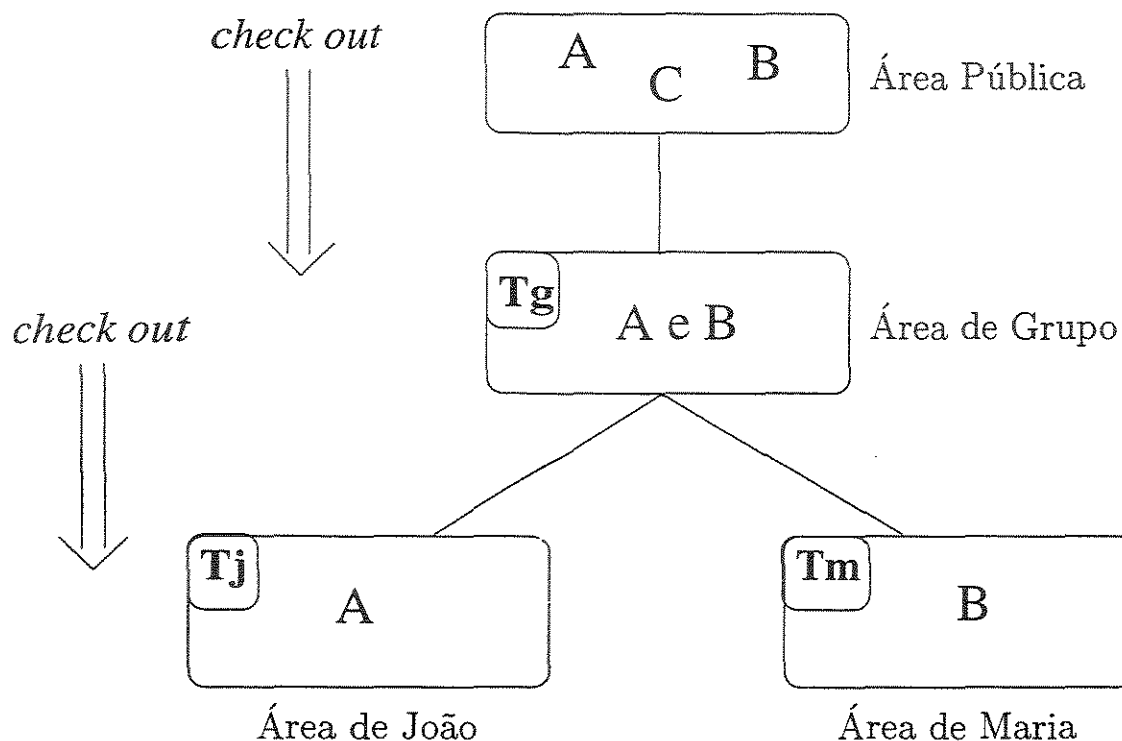 check out
A
C
B
Área Pública
Tg
A e B
Área de Grupo
check out
Tj
A
Tm
B
Área de João
Área de Maria